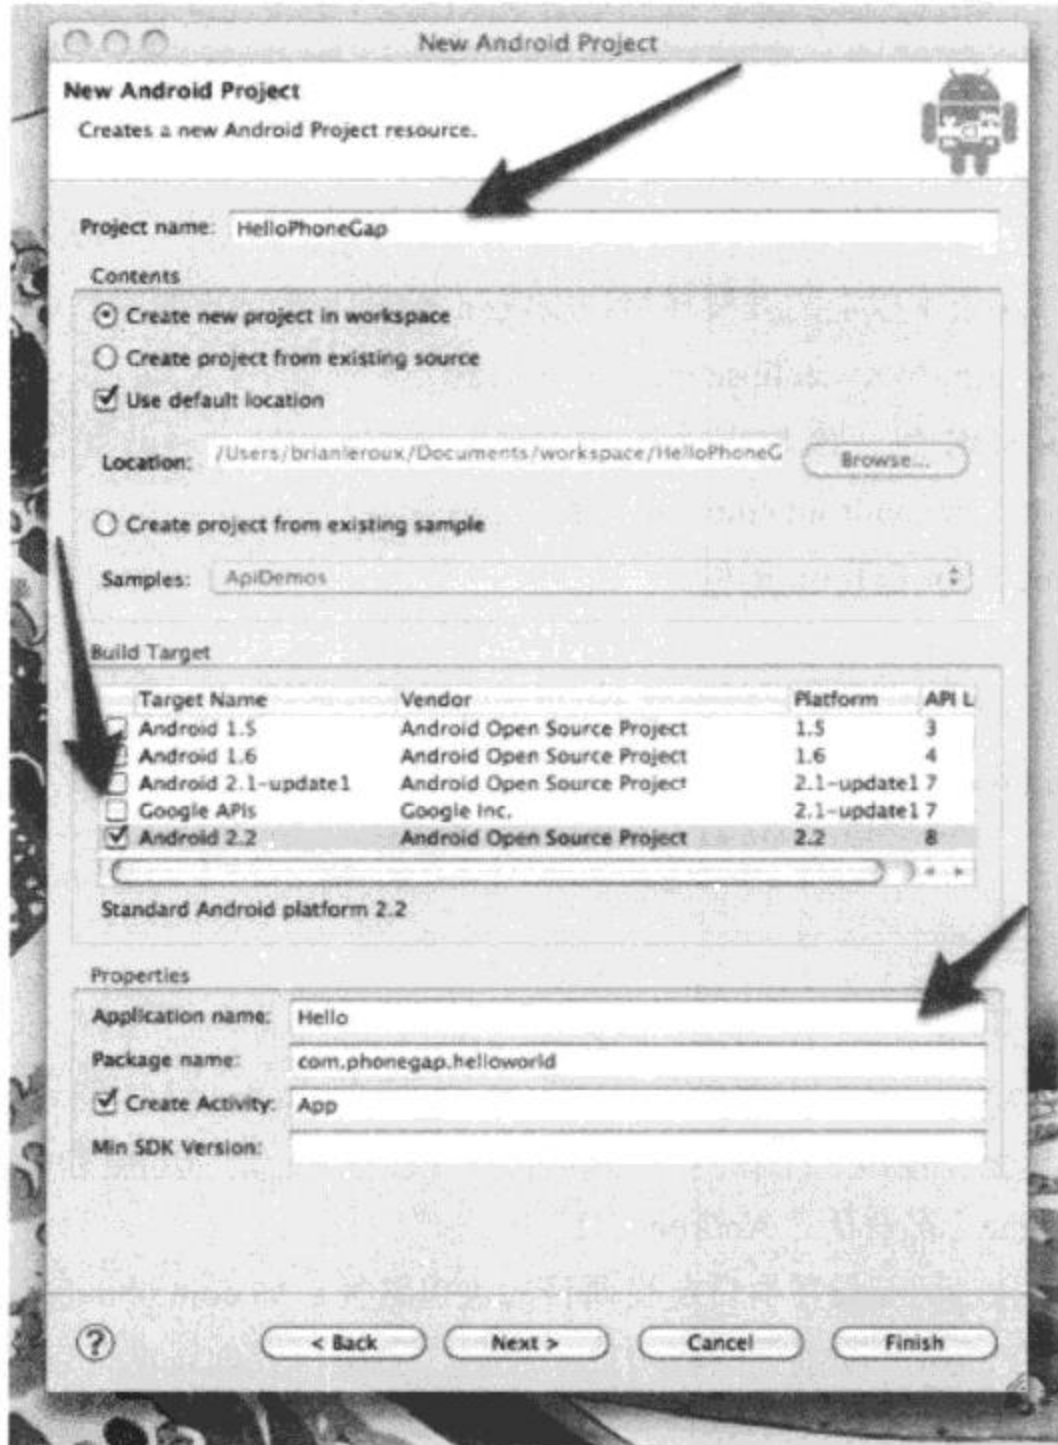 New Android Project
New Android Project
Creates a new Android Project resource.
Project name: HelloPhoneGap
Contents
Create new project in workspace
Create project from existing source
Use default location
Location: /Users/brianleroux/Documents/workspace/HelloPhoneG Browse...
Create project from existing sample
Samples: ApiDemos
Build Target
Target Name Vendor Platform API L
Android 1.5 Android Open Source Project 1.5 3
Android 1.6 Android Open Source Project 1.6 4
Android 2.1-update1 Android Open Source Project 2.1-update1 7
Google APIs Google Inc. 2.1-update1 7
Android 2.2 Android Open Source Project 2.2 8
Standard Android platform 2.2
Properties
Application name: Hello
Package name: com.phonegap.helloworld
Create Activity: App
Min SDK Version:
? < Back Next > Cancel Finish